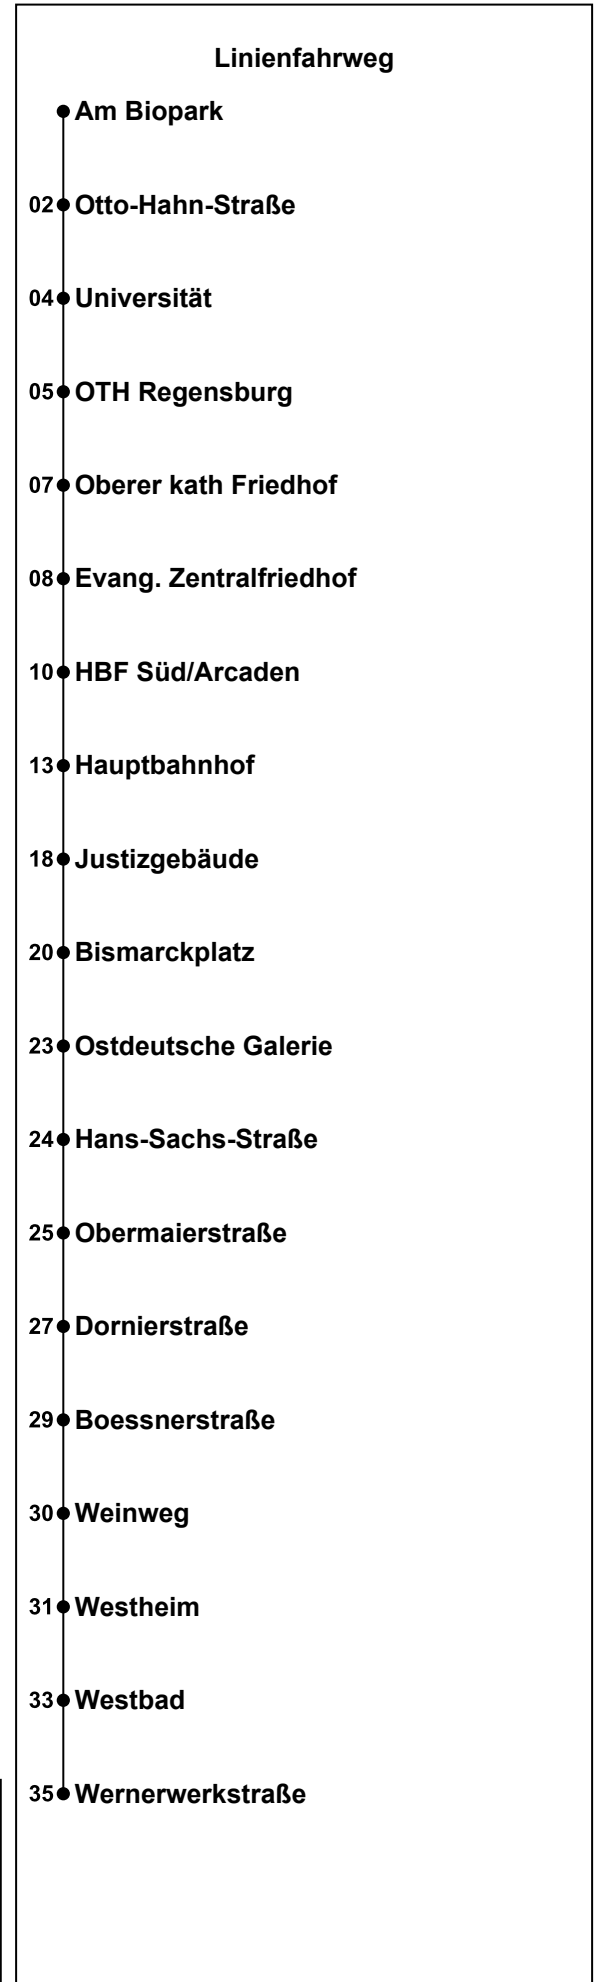 Linienfahrweg
Am Biopark
02 Otto-Hahn-Straße
04 Universität
05 OTH Regensburg
07 Oberer kath Friedhof
08 Evang. Zentralfriedhof
10 HBF Süd/Arcaden
13 Hauptbahnhof
18 Justizgebäude
20 Bismarckplatz
23 Ostdeutsche Galerie
24 Hans-Sachs-Straße
25 Obermaierstraße
27 Dornierstraße
29 Boessnerstraße
30 Weinweg
31 Westheim
33 Westbad
35 Wernerwerkstraße